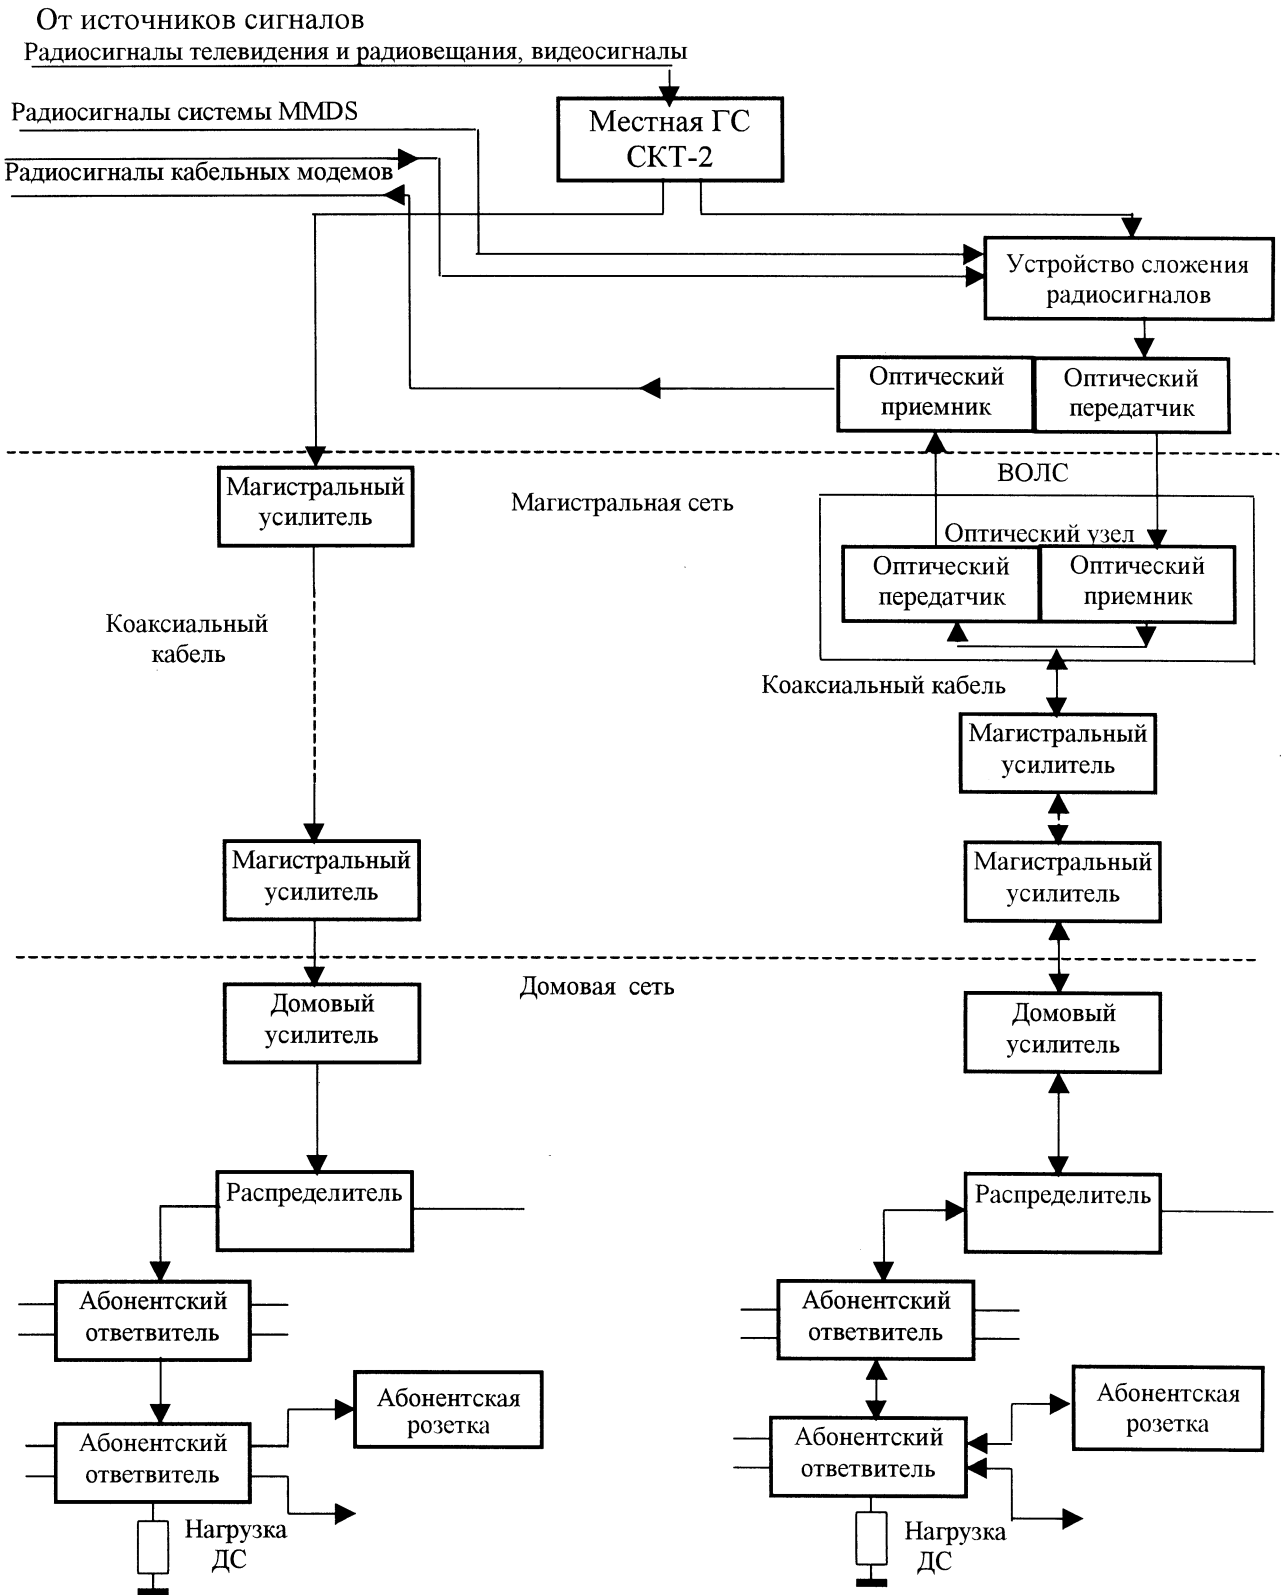 От источников сигналов
Радиосигналы телевидения и радиовещания, видеосигналы
Радиосигналы системы MMDS
Местная ГС
СКТ-2
Радиосигналы кабельных модемов
Устройство сложения
радиосигналов
Оптический
приемник
Оптический
передатчик
ВОЛС
Магистральный
усилитель
Магистральная сеть
Оптический узел
Оптический
передатчик
Оптический
приемник
Коаксиальный
кабель
Коаксиальный кабель
Магистральный
усилитель
Магистральный
усилитель
Магистральный
усилитель
Домовая сеть
Домовый
усилитель
Домовый
усилитель
Распределитель
Распределитель
Абонентский
ответвитель
Абонентский
ответвитель
Абонентская
розетка
Абонентская
розетка
Абонентский
ответвитель
Абонентский
ответвитель
Нагрузка
ДС
Нагрузка
ДС